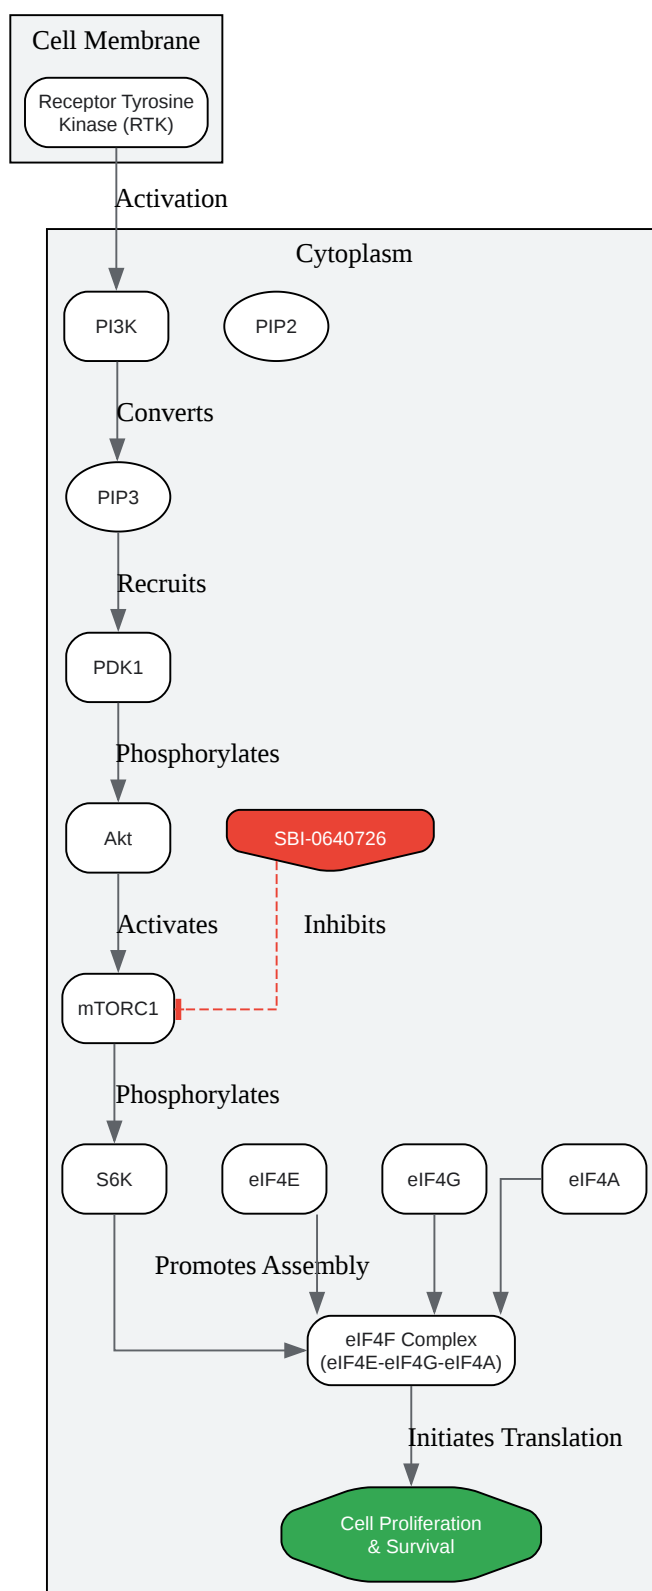 Cell Membrane
Receptor Tyrosine
Kinase (RTK)
Activation
Cytoplasm
PI3K
PIP2
Converts
PIP3
Recruits
PDK1
Phosphorylates
Akt
SBI-0640726
Activates
Inhibits
mTORC1
Phosphorylates
S6K
eIF4E
eIF4G
eIF4A
Promotes Assembly
eIF4F Complex
(eIF4E-eIF4G-eIF4A)
Initiates Translation
Cell Proliferation
& Survival